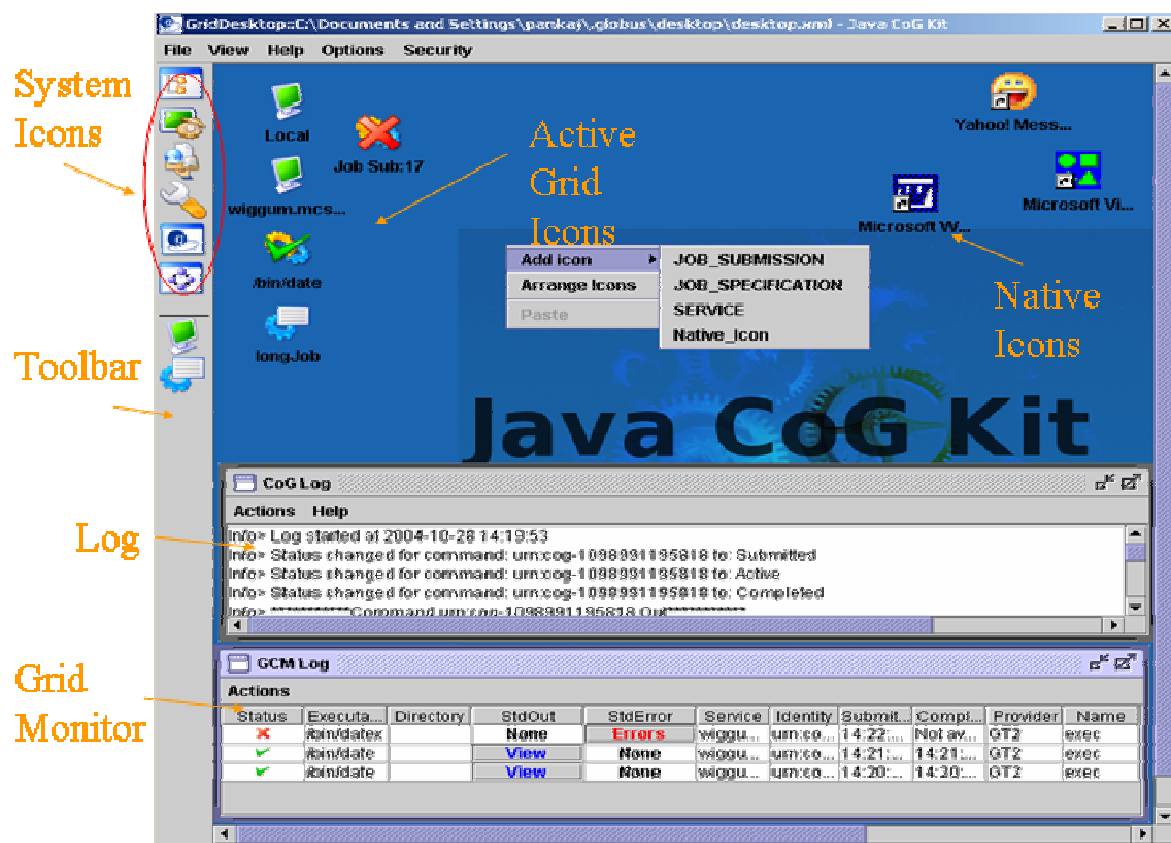 GridDesktop::C:\Documents and Settings\pankaj\.globus\desktop\desktop.xml - Java CoG Kit
File View Help Options Security
System
Icons
Toolbar
Log
Grid
Monitor
Active
Grid
Icons
Native
Icons
Local
Job Sub:17
wiggum.mcs...
/bin/date
longJob
Yahoo! Mess...
Microsoft Vi...
Microsoft W...
Add icon
Arrange Icons
Paste
JOB_SUBMISSION
JOB_SPECIFICATION
SERVICE
Native_Icon
Java CoG Kit
CoG Log
Actions Help
Info> Log started at 2004-10-28 14:19:53
Info> Status changed for command: urn:cog-1098991195818 to: Submitted
Info> Status changed for command: urn:cog-1098991195818 to: Active
Info> Status changed for command: urn:cog-1098991195818 to: Completed
Info> ***********Command urn:cog-1098991195818 Out***********
GCM Log
Actions
Status Executa... Directory StdOut StdError Service Identity Submit... Compl... Provider Name
/bin/datex None Errors wiggu... urn:co... 14:22:... Not av... GT2 exec
/bin/date View None wiggu... urn:co... 14:21:... 14:21:... GT2 exec
/bin/date View None wiggu... urn:co... 14:20:... 14:20:... GT2 exec